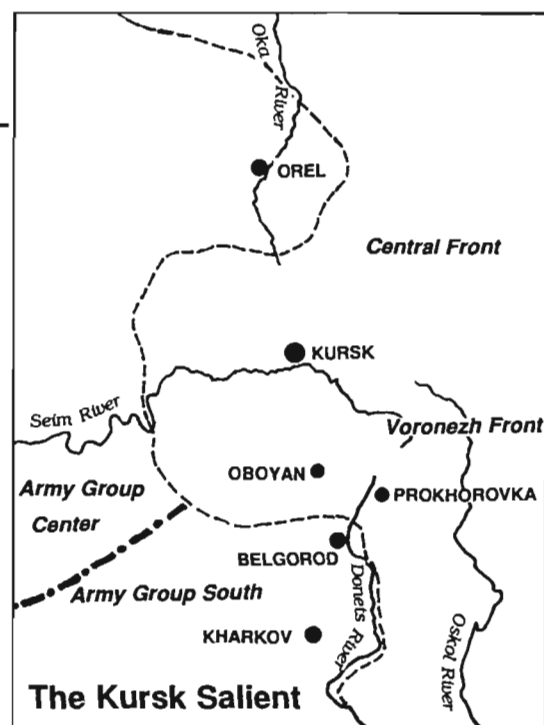 Oka
River
OREL
Central Front
KURSK
Seim River
Voronezh Front
OBOYAN
Army Group
Center
PROKHOROVKA
BELGOROD
Army Group South
Donets
River
KHARKOV
Oskol River
The Kursk Salient